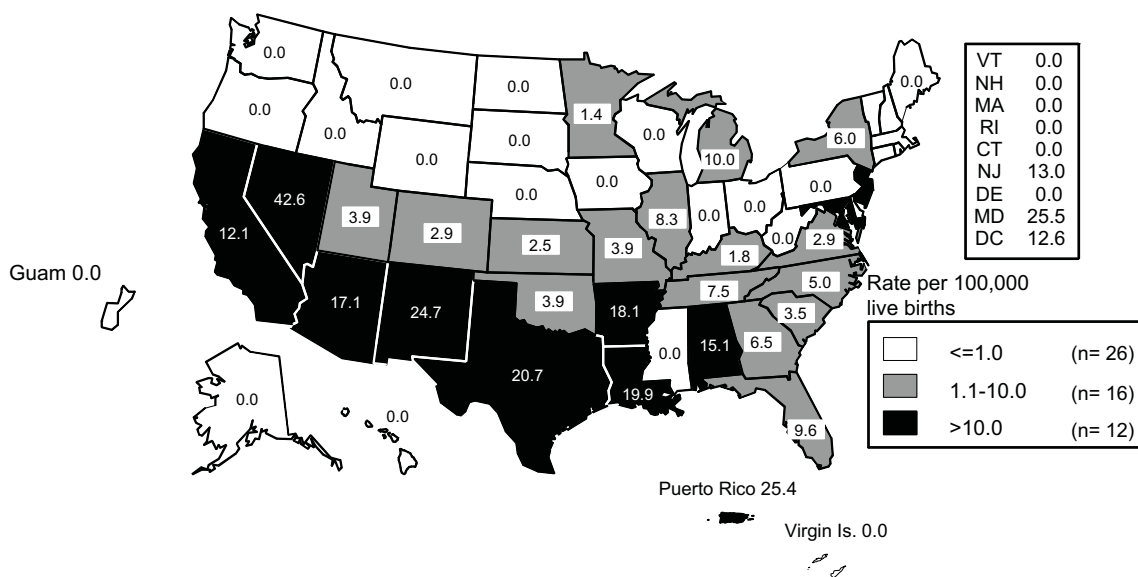 0.0
0.0
0.0
0.0
0.0
0.0
0.0
0.0
0.0
1.4
0.0
0.0
10.0
6.0
0.0
VT 0.0
NH 0.0
MA 0.0
RI 0.0
CT 0.0
NJ 13.0
DE 0.0
MD 25.5
DC 12.6
12.1
42.6
3.9
2.9
2.5
3.9
8.3
0.0
0.0
0.0
0.0
2.9
1.8
17.1
24.7
3.9
18.1
7.5
5.0
3.5
20.7
19.9
0.0
15.1
6.5
9.6
Guam 0.0
0.0
0.0
Rate per 100,000
live births
<=1.0 (n= 26)
1.1-10.0 (n= 16)
>10.0 (n= 12)
Puerto Rico 25.4
Virgin Is. 0.0